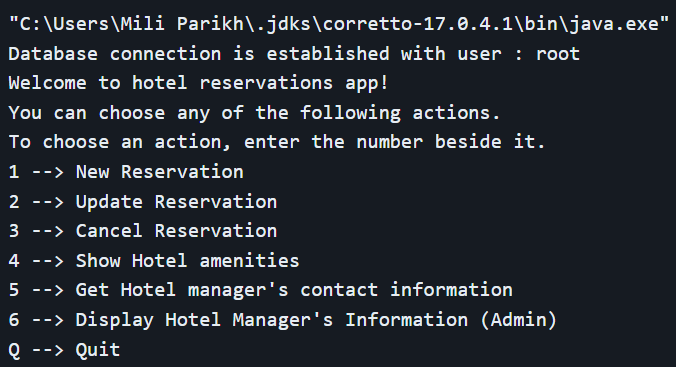 "C:\Users\Mili Parikh\.jdks\corretto-17.0.4.1\bin\java.exe"
Database connection is established with user : root
Welcome to hotel reservations app!
You can choose any of the following actions.
To choose an action, enter the number beside it.
1 --> New Reservation
2 --> Update Reservation
3 --> Cancel Reservation
4 --> Show Hotel amenities
5 --> Get Hotel manager's contact information
6 --> Display Hotel Manager's Information (Admin)
Q --> Quit